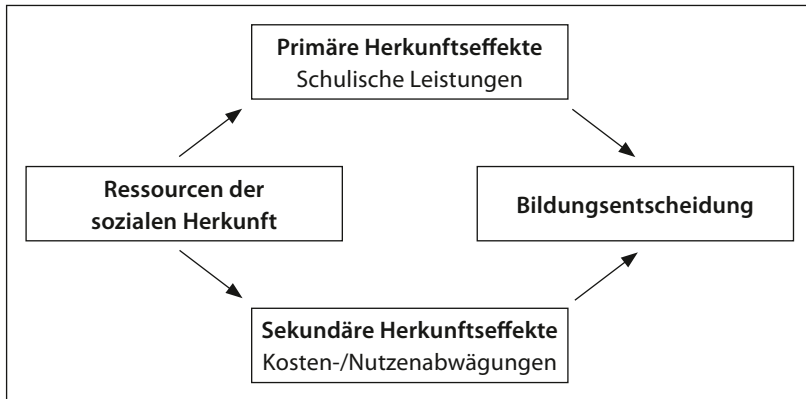 Primäre Herkunftseffekte
Schulische Leistungen
Ressourcen der
sozialen Herkunft
Bildungsentscheidung
Sekundäre Herkunftseffekte
Kosten-/Nutzenabwägungen